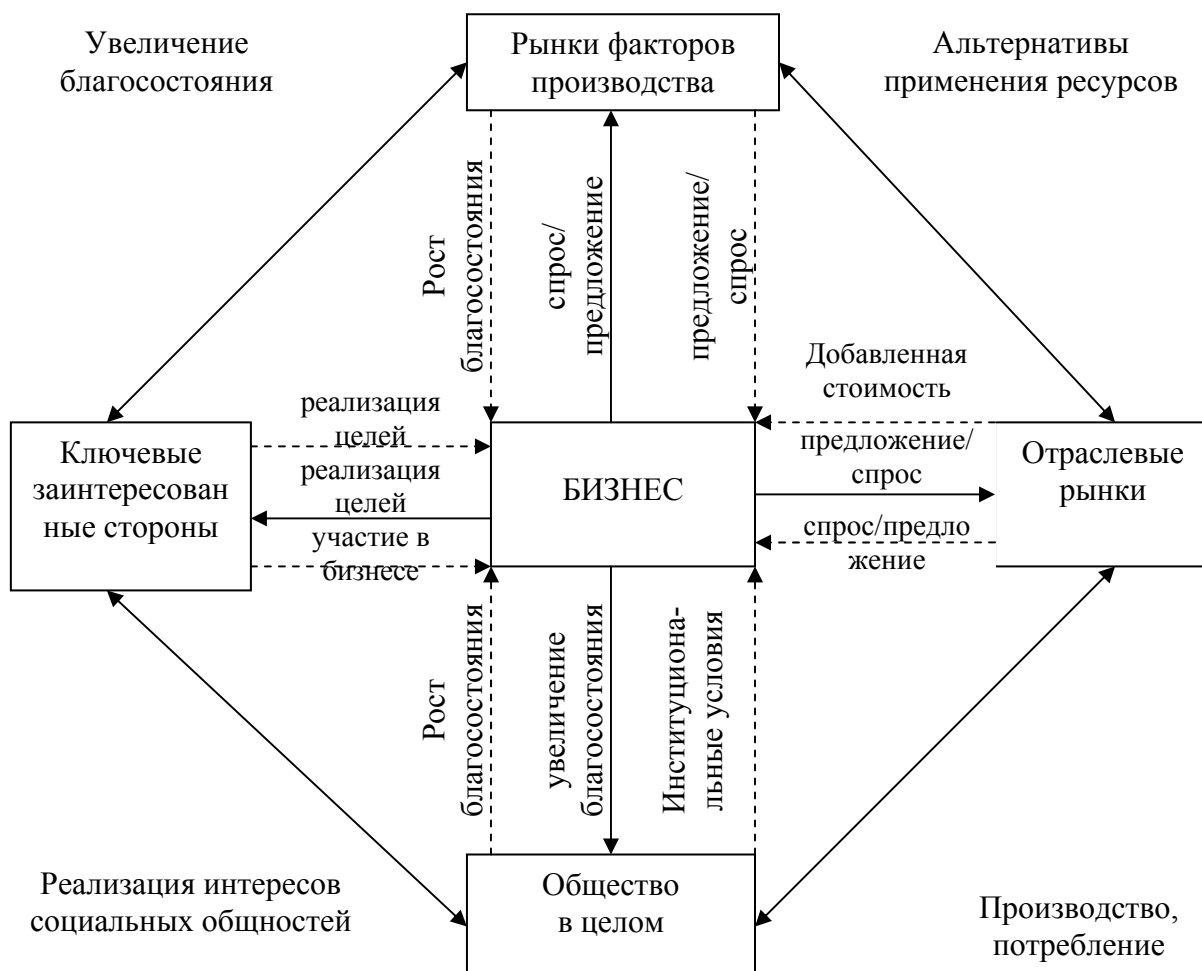 Увеличение
благосостояния
Рынки факторов
производства
Альтернативы
применения ресурсов
Рост
благосостояния
спрос/
предложение
предложение/
спрос
Добавленная
стоимость
реализация
целей
Ключевые
заинтересован
ные стороны
реализация
целей
участие в
бизнесе
БИЗНЕС
предложение/
спрос
спрос/предло
жение
Отраслевые
рынки
Рост
благосостояния
увеличение
благосостояния
Институциона-
льные условия
Реализация интересов
социальных общностей
Общество
в целом
Производство,
потребление